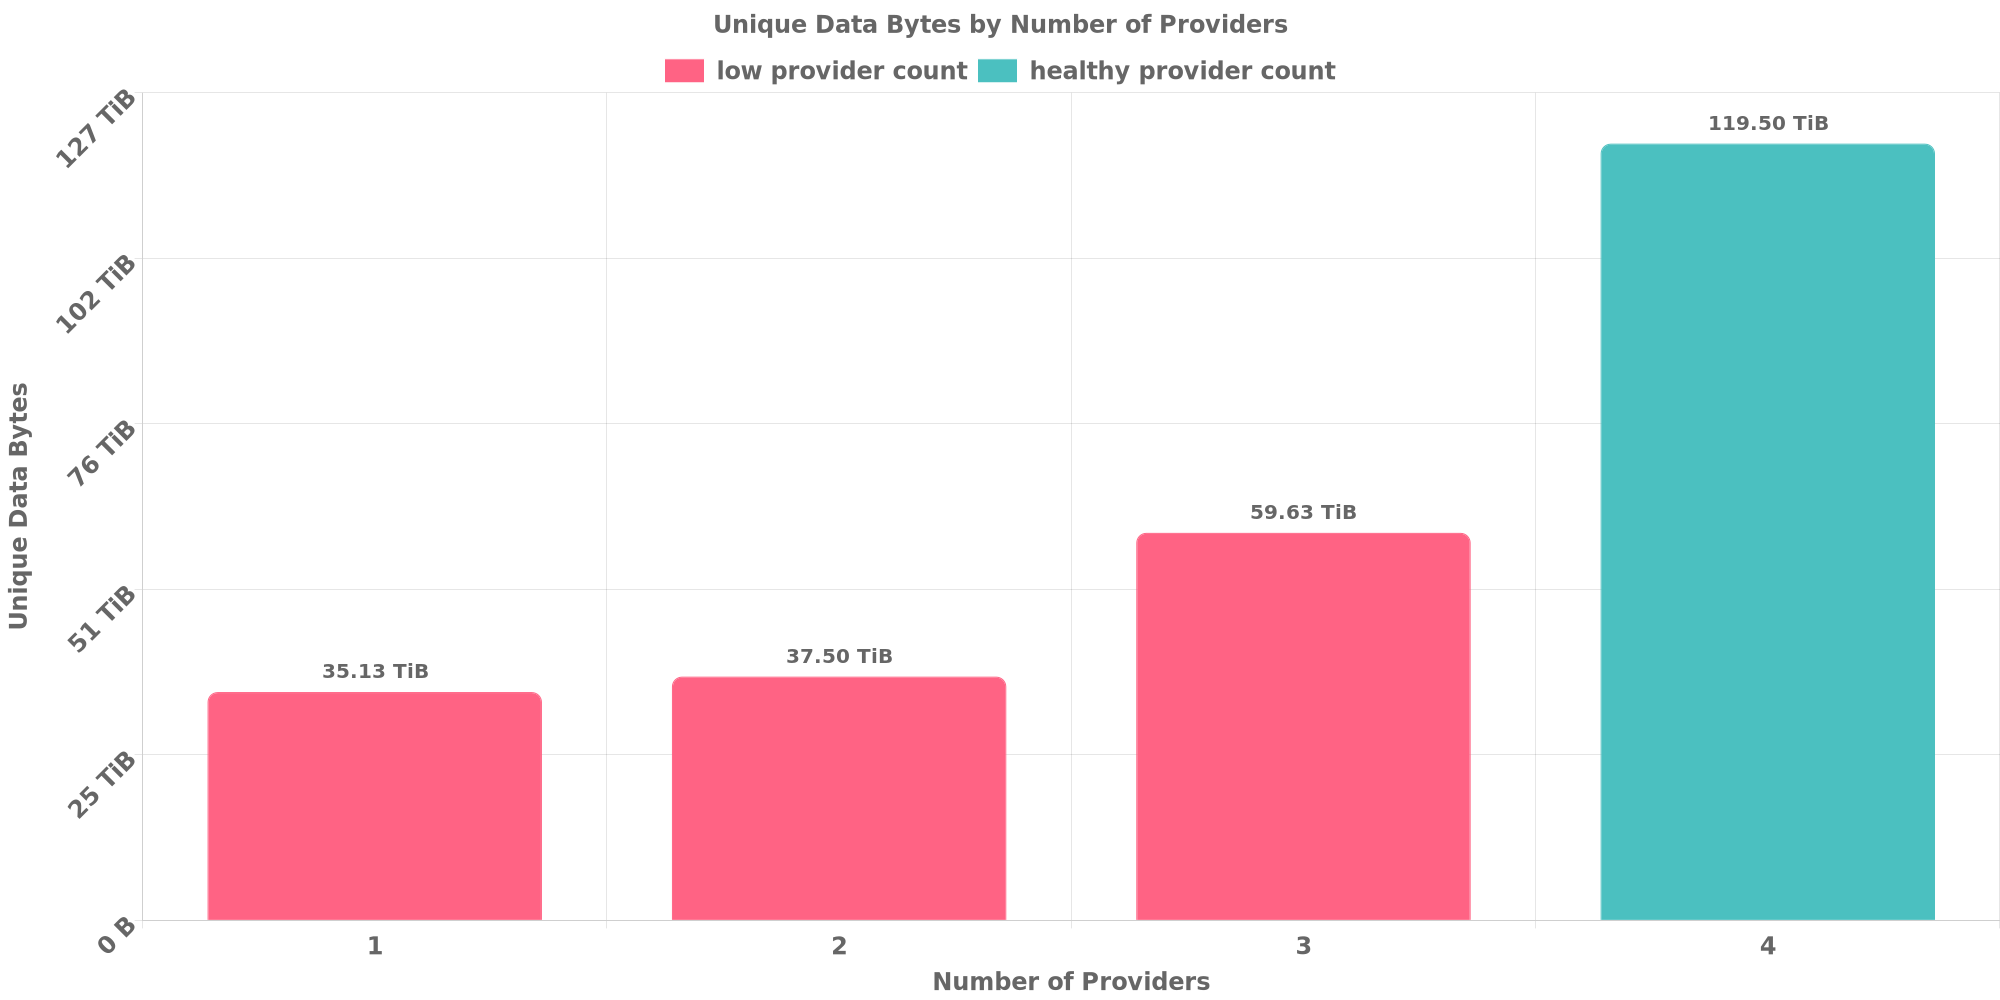 Unique Data Bytes by Number of Providers
low provider count healthy provider count
127 TiB
102 TiB
76 TiB
51 TiB
25 TiB
0 B
Unique Data Bytes
35.13 TiB
37.50 TiB
59.63 TiB
119.50 TiB
1 2 3 4
Number of Providers